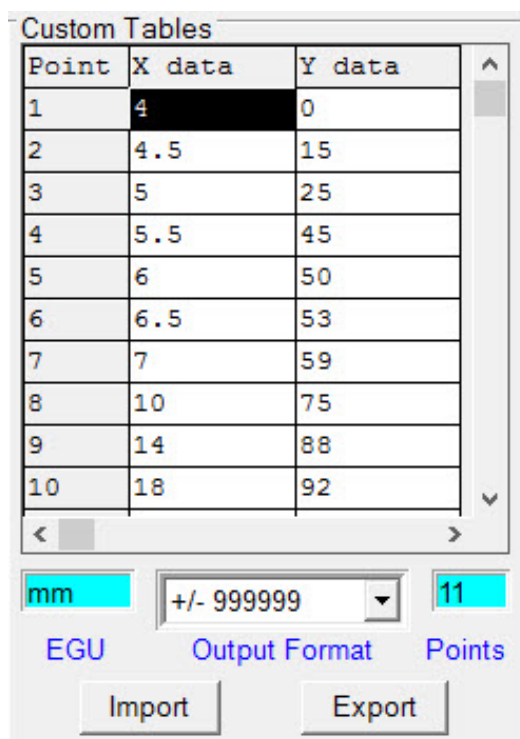 Custom Tables
Point X data Y data
1 4 0
2 4.5 15
3 5 25
4 5.5 45
5 6 50
6 6.5 53
7 7 59
8 10 75
9 14 88
10 18 92
mm +/- 999999 11
EGU Output Format Points
Import Export